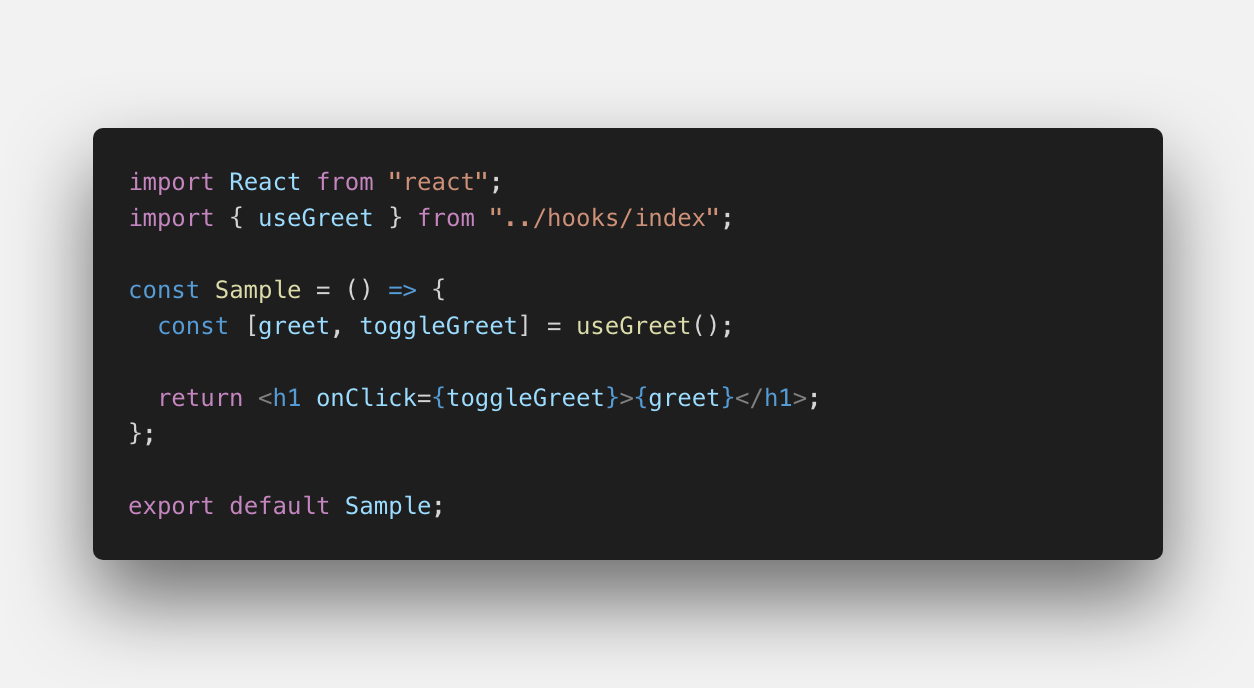 import React from "react";
import { useGreet } from "../hooks/index";
const Sample = () => {
  const [greet, toggleGreet] = useGreet();
  return <h1 onClick={toggleGreet}>{greet}</h1>;
};
export default Sample;